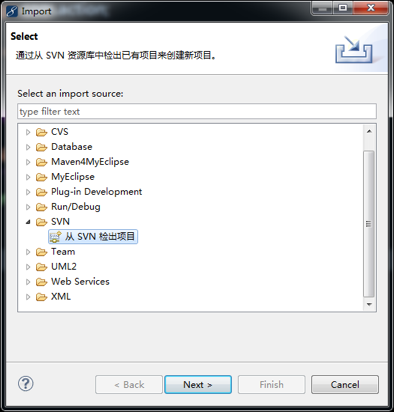 Import
Select
通过从 SVN 资源库中检出已有项目来创建新项目。
Select an import source:
type filter text
CVS
Database
Maven4MyEclipse
MyEclipse
Plug-in Development
Run/Debug
SVN
从 SVN 检出项目
Team
UML2
Web Services
XML
?
< Back
Next >
Finish
Cancel